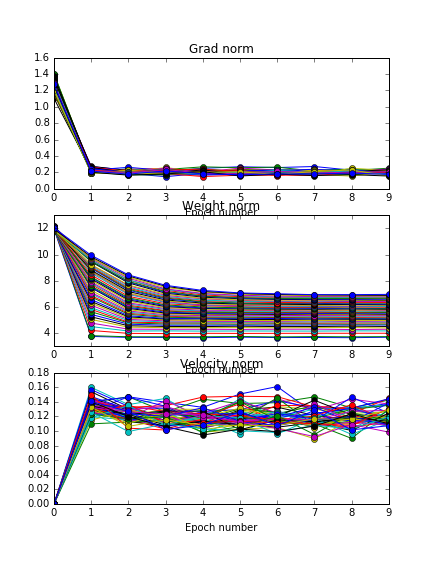 Grad norm
1.6
1.4
1.2
1.0
0.8
0.6
0.4
0.2
0.0
0 1 2 3 4 5 6 7 8 9
Epoch number
Weight norm
12
10
8
6
4
0 1 2 3 4 5 6 7 8 9
Epoch number
Velocity norm
0.18
0.16
0.14
0.12
0.10
0.08
0.06
0.04
0.02
0.00
0 1 2 3 4 5 6 7 8 9
Epoch number